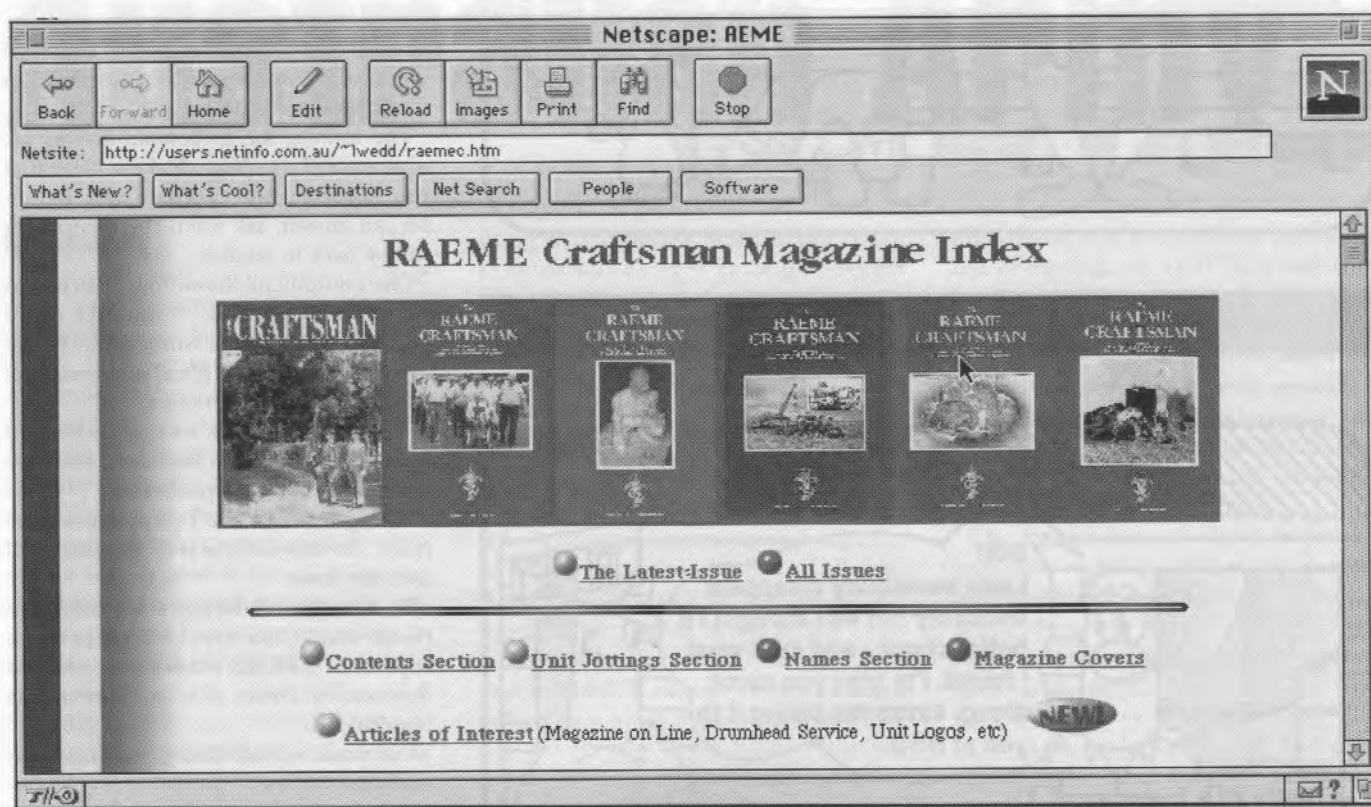 Netscape: AEME
Back Forward Home Edit Reload Images Print Find Stop
N
Netsite: http://users.netinfo.com.au/~lwedd/raemec.htm
What's New? What's Cool? Destinations Net Search People Software
RAEME Craftsman Magazine Index
CRAFTSMAN
RAEME
CRAFTSMAN
RAEME
CRAFTSMAN
RAEME
CRAFTSMAN
RAEME
CRAFTSMAN
RAEME
CRAFTSMAN
The Latest Issue All Issues
Contents Section Unit Jottings Section Names Section Magazine Covers
Articles of Interest (Magazine on Line, Drumhead Service, Unit Logos, etc) NEW!
?